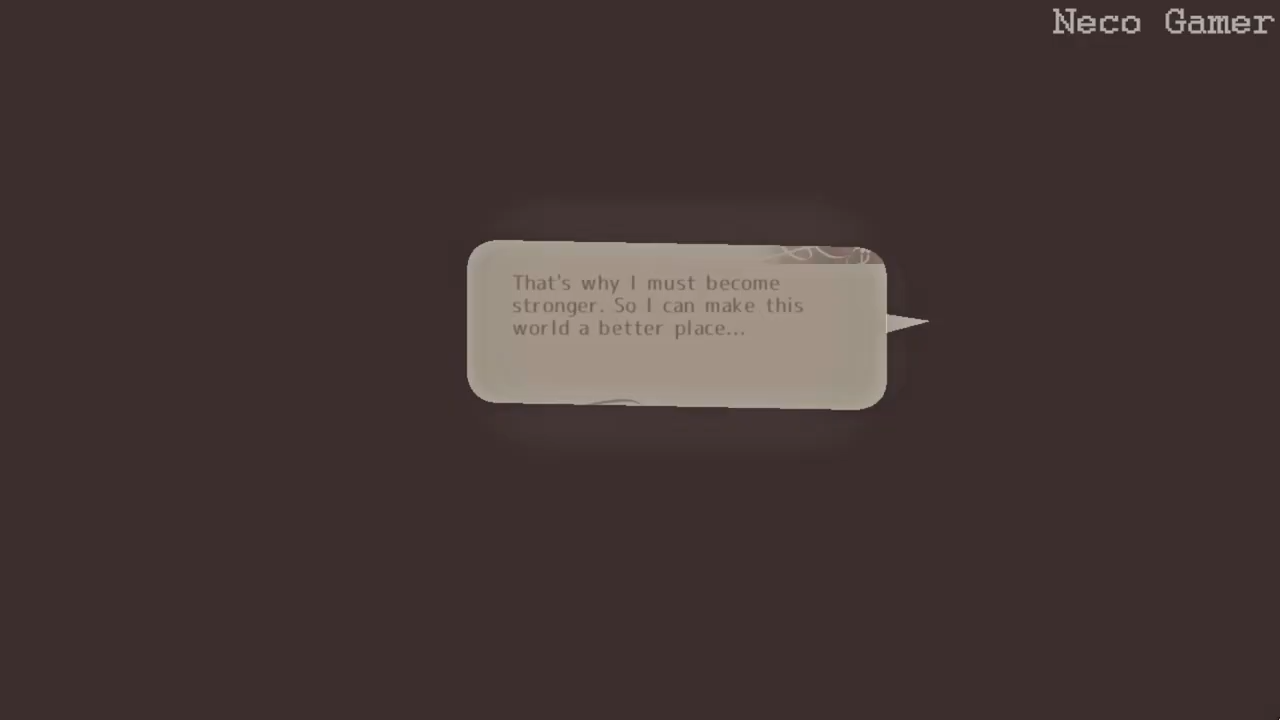 Neco Gamer
That's why I must become
stronger. So I can make this
world a better place...